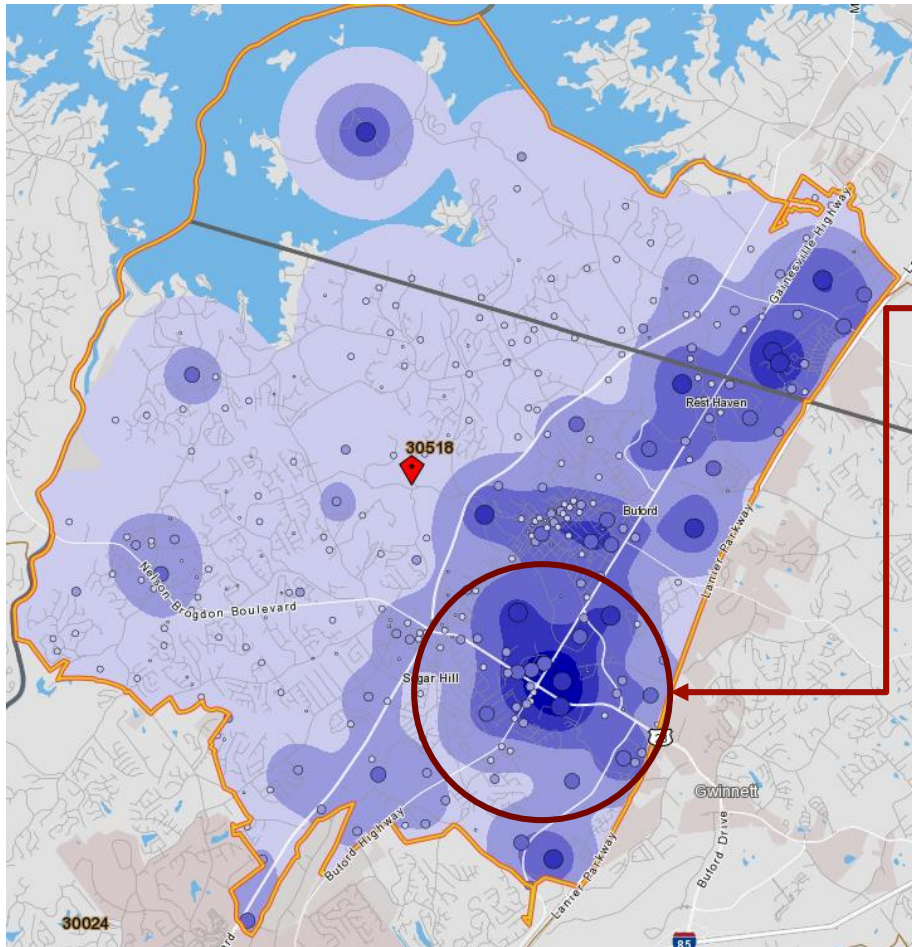 M
Gainesville Highway
Rest Haven
30518
Buford
Lanier Parkway
Nelson Brogdon Boulevard
Sugar Hill
Gwinnett
Buford Highway
Lanier Parkway
Buford Drive
30024
85